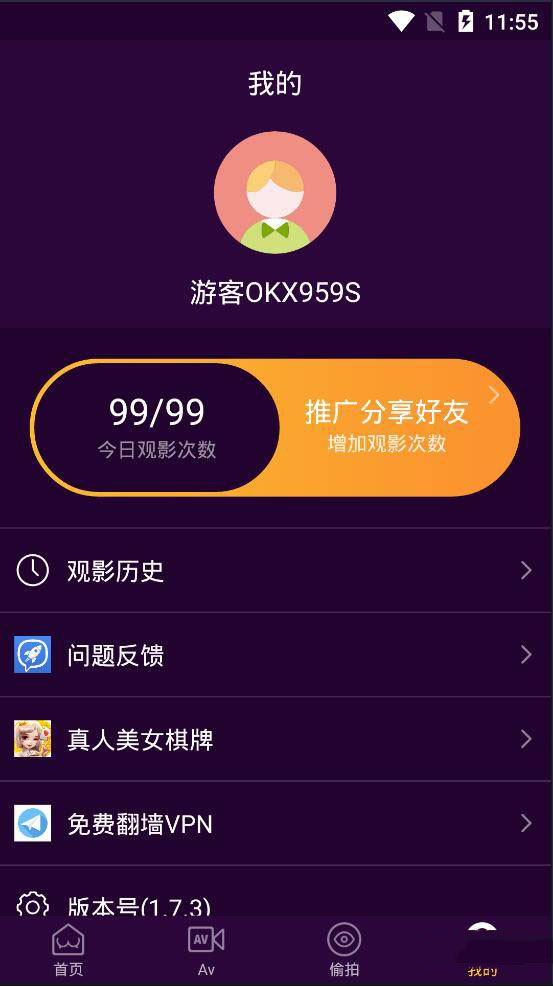 11:55
我的
游客OKX959S
99/99
今日观影次数
推广分享好友
增加观影次数
观影历史
问题反馈
真人美女棋牌
免费翻墙VPN
版本号(1.7.3)
AV
首页
Av
偷拍
我的